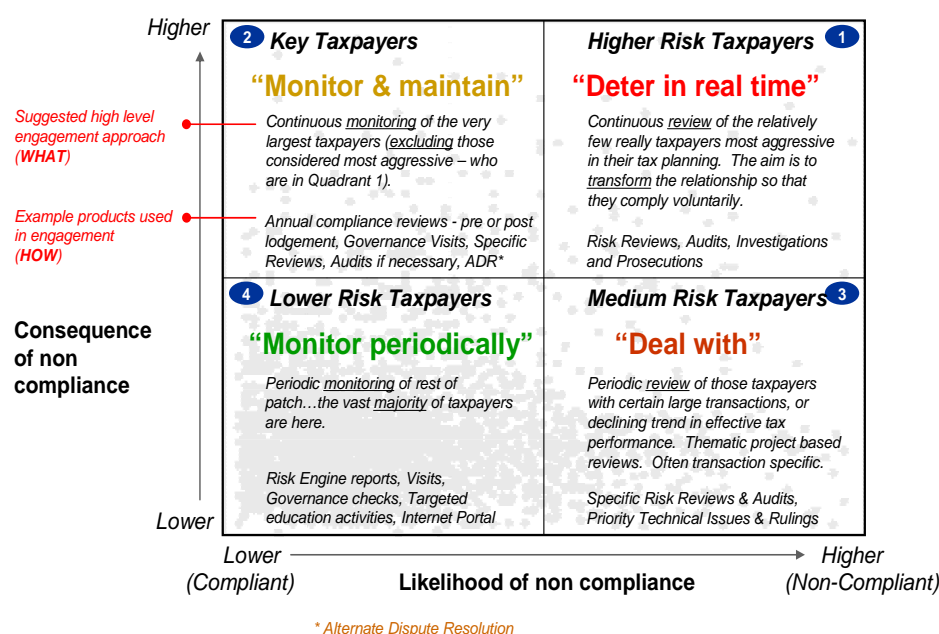 Higher
2 Key Taxpayers
“Monitor & maintain”
Continuous monitoring of the very
largest taxpayers (excluding those
considered most aggressive – who
are in Quadrant 1).
Annual compliance reviews - pre or post
lodgement, Governance Visits, Specific
Reviews, Audits if necessary, ADR*
Higher Risk Taxpayers 1
“Deter in real time”
Continuous review of the relatively
few really taxpayers most aggressive
in their tax planning. The aim is to
transform the relationship so that
they comply voluntarily.
Risk Reviews, Audits, Investigations
and Prosecutions
Suggested high level
engagement approach
(WHAT)
Example products used
in engagement
(HOW)
Consequence
of non
compliance
4 Lower Risk Taxpayers
“Monitor periodically”
Periodic monitoring of rest of
patch…the vast majority of taxpayers
are here.
Risk Engine reports, Visits,
Governance checks, Targeted
education activities, Internet Portal
Medium Risk Taxpayers 3
“Deal with”
Periodic review of those taxpayers
with certain large transactions, or
declining trend in effective tax
performance. Thematic project based
reviews. Often transaction specific.
Specific Risk Reviews & Audits,
Priority Technical Issues & Rulings
Lower
Lower
(Compliant)
Likelihood of non compliance
Higher
(Non-Compliant)
* Alternate Dispute Resolution